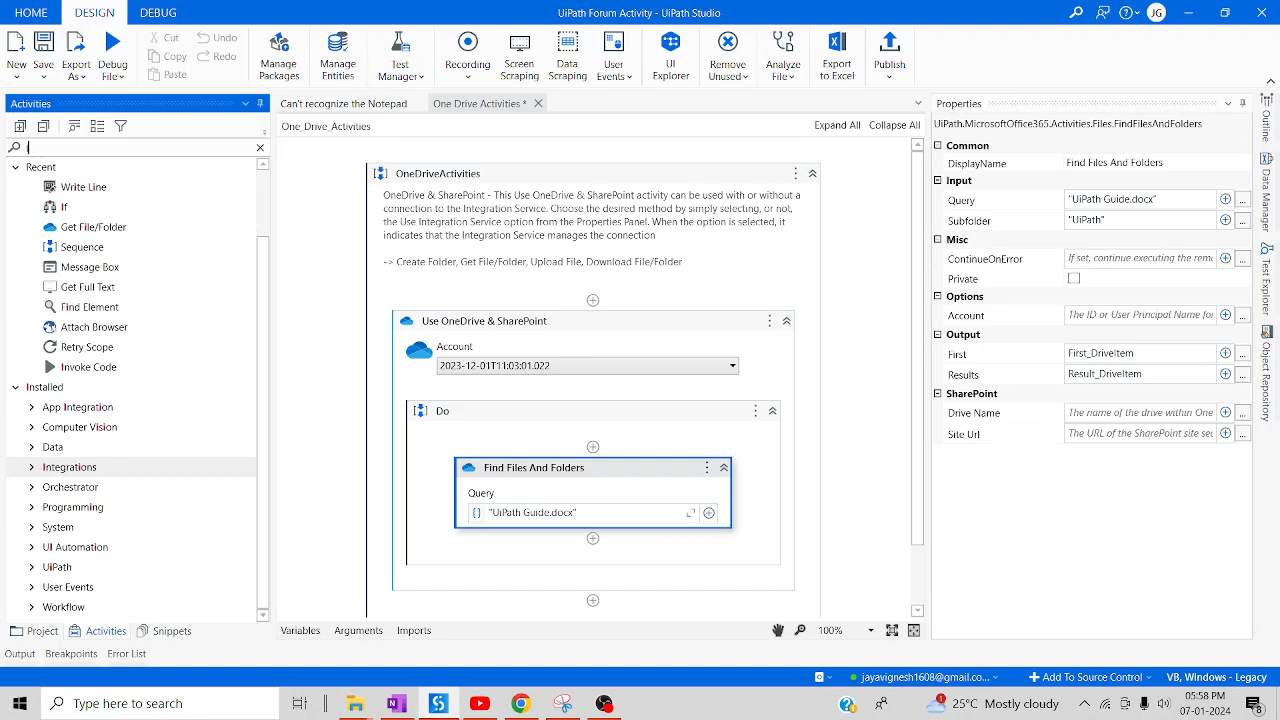 HOME DESIGN DEBUG
UiPath Forum Activity - UiPath Studio
JG
New Save Export As Debug File
Cut Copy Paste Undo Redo
Manage Packages Manage Entities Test Manager Recording Screen Scraping Data Scraping User Events UI Explorer Remove Unused Analyze File Export to Excel Publish
Activities
Can't recognize the Notepad One Drive Activities *
Properties
One_Drive_Activities
Expand All Collapse All
UiPath.MicrosoftOffice365.Activities.Files.FindFilesAndFolders
Recent
Write Line
If
Get File/Folder
Sequence
Message Box
Get Full Text
Find Element
Attach Browser
Retry Scope
Invoke Code
Installed
App Integration
Computer Vision
Data
Integrations
Orchestrator
Programming
System
UI Automation
UiPath
User Events
Workflow
Project Activities Snippets
Output Breakpoints Error List
OneDriveActivities
OneDrive & SharePoint - This Use OneDrive & SharePoint activity can be used with or without a
connection to the Integration Service. Choose the desired method by simply selecting, or not,
the Use Integration Service option from the Properties Panel. When the option is selected, it
indicates that the Integration Service manages the connection
-> Create Folder, Get File/Folder, Upload File, Download File/Folder
Use OneDrive & SharePoint
Account
2023-12-01T11:03:01.022
Do
Find Files And Folders
Query
"UiPath Guide.docx"
Variables Arguments Imports
100%
Common
DisplayName Find Files And Folders
Input
Query "UiPath Guide.docx"
Subfolder "UiPath"
Misc
ContinueOnError If set, continue executing the rema
Private
Options
Account The ID or User Principal Name for
Output
First First_DriveItem
Results Result_DriveItem
SharePoint
Drive Name The name of the drive within One
Site Url The URL of the SharePoint site sec
Outline
Data Manager
Test Explorer
Object Repository
jayavignesh1608@gmail.co... Add To Source Control VB, Windows - Legacy
Type here to search
25°C Mostly cloudy
05:58 PM
07-01-2024